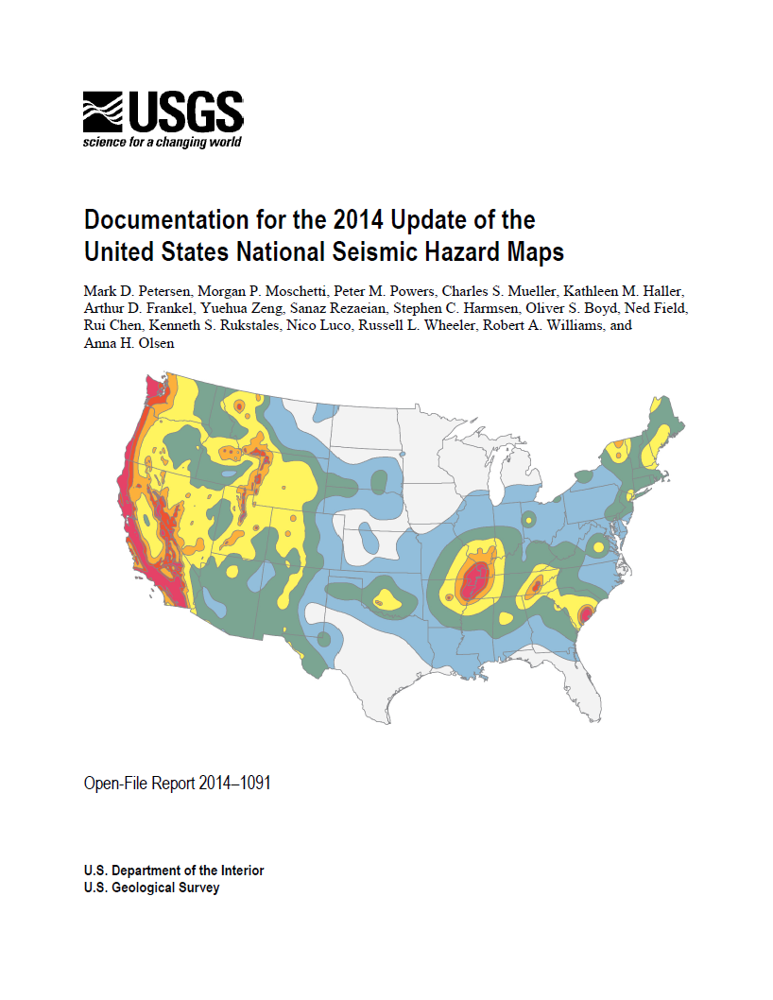 USGS
science for a changing world
Documentation for the 2014 Update of the
United States National Seismic Hazard Maps
Mark D. Petersen, Morgan P. Moschetti, Peter M. Powers, Charles S. Mueller, Kathleen M. Haller,
Arthur D. Frankel, Yuehua Zeng, Sanaz Rezaeian, Stephen C. Harmsen, Oliver S. Boyd, Ned Field,
Rui Chen, Kenneth S. Rukstales, Nico Luco, Russell L. Wheeler, Robert A. Williams, and
Anna H. Olsen
Open-File Report 2014–1091
U.S. Department of the Interior
U.S. Geological Survey